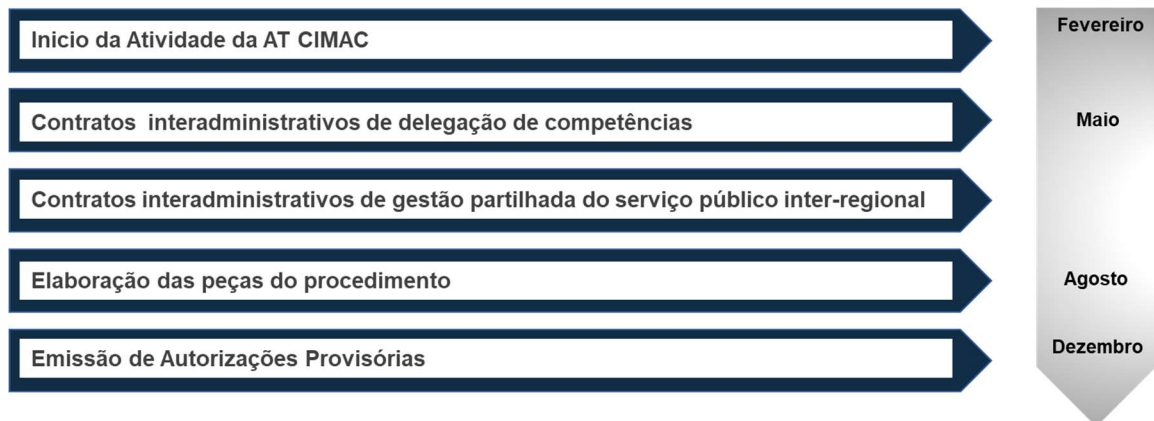 Inicio da Atividade da AT CIMAC
Fevereiro
Contratos interadministrativos de delegação de competências
Maio
Contratos interadministrativos de gestão partilhada do serviço público inter-regional
Elaboração das peças do procedimento
Agosto
Emissão de Autorizações Provisórias
Dezembro